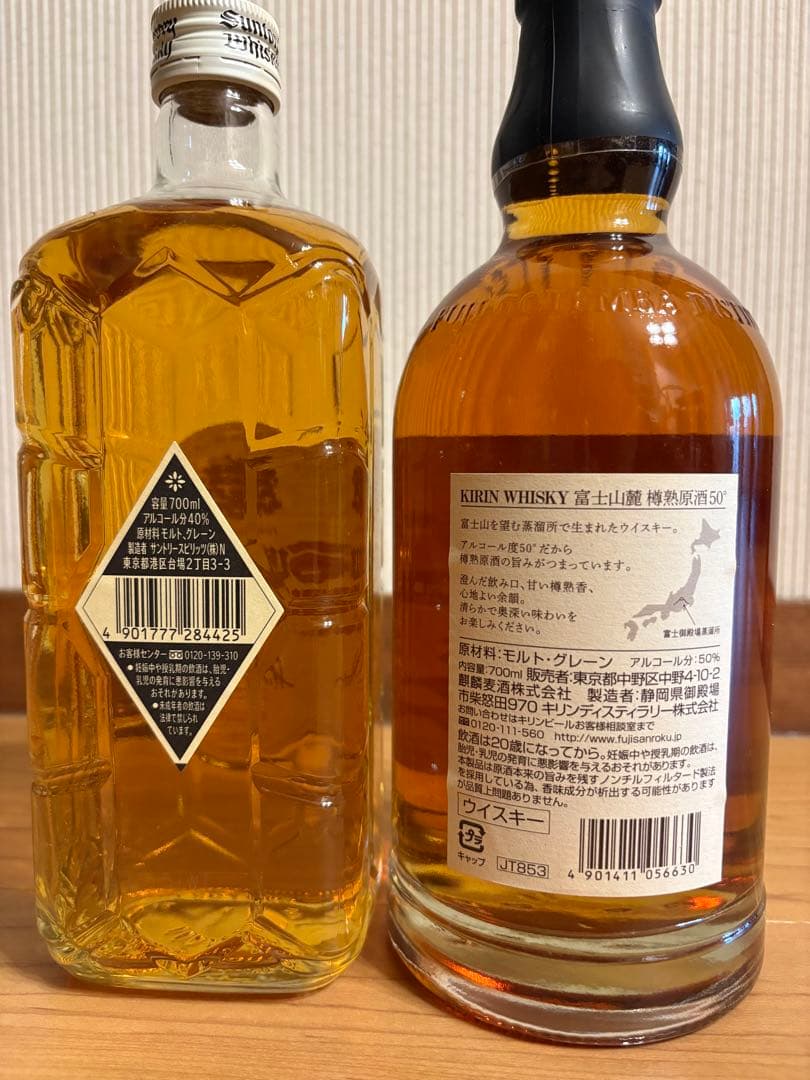 Suntory
Whisky
容量700ml
アルコール分40%
原材料 モルト、グレーン
製造者 サントリースピリッツ(株)N
東京都港区台場2丁目3-3
4 901777 284425
お客様センター 0120-139-310
●妊娠中や授乳期の飲酒は、胎児・
乳児の発育に悪影響を与える
おそれがあります。
●未成年者の飲酒は
法律で禁じられ
ています。
KIRIN WHISKY 富士山麓 樽熟原酒50°
富士山を望む蒸溜所で生まれたウイスキー。
アルコール度50°だから
樽熟原酒の旨みがつまっています。
澄んだ飲み口、甘い樽熟香、
心地よい余韻。
清らかで奥深い味わいを
お楽しみください。
富士御殿場蒸溜所
原材料:モルト・グレーン アルコール分:50%
内容量:700ml 販売者:東京都中野区中野4-10-2
麒麟麦酒株式会社 製造者:静岡県御殿場
市柴怒田970 キリンディスティラリー株式会社
お問い合わせはキリンビールお客様相談室まで
0120-111-560 http://www.fujisanroku.jp/
飲酒は20歳になってから。妊娠中や授乳期の飲酒は、
胎児・乳児の発育に悪影響を与えるおそれがあります。
本製品は原酒本来の旨みを残すノンチルフィルタード製法
を採用している為、香味成分が析出する可能性がありますが
品質上問題ありません。
ウイスキー
プラ
キャップ
JT853
4 901411 056630